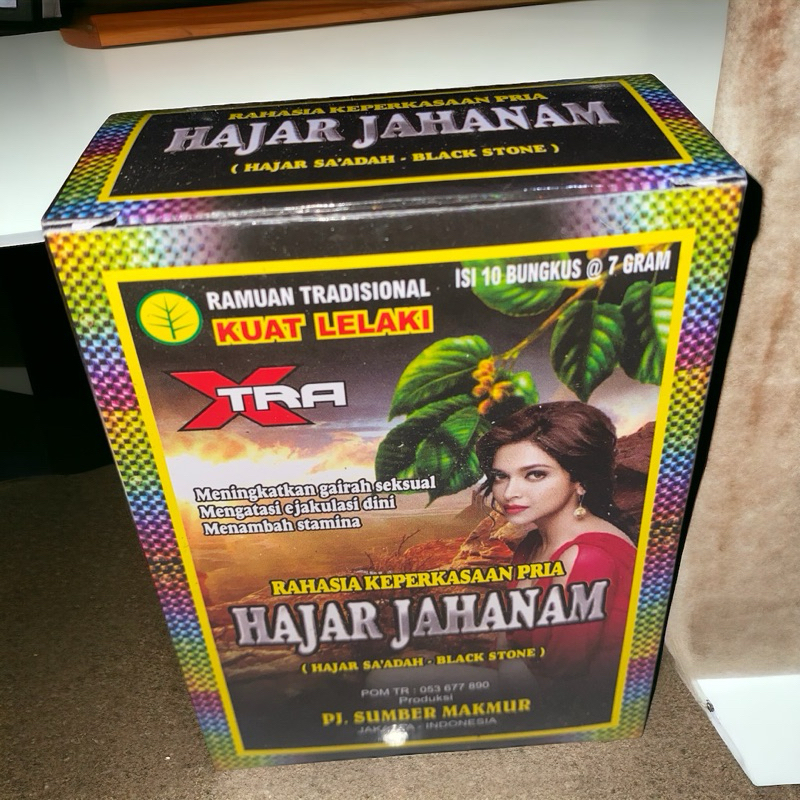 RAHASIA KEPERKASAAN PRIA
HAJAR JAHANAM
( HAJAR SA'ADAH - BLACK STONE )
ISI 10 BUNGKUS @ 7 GRAM
RAMUAN TRADISIONAL
KUAT LELAKI
XTRA
Meningkatkan gairah seksual
Mengatasi ejakulasi dini
Menambah stamina
RAHASIA KEPERKASAAN PRIA
HAJAR JAHANAM
( HAJAR SA'ADAH - BLACK STONE )
POM TR : 053 677 890
Produksi
PJ. SUMBER MAKMUR
JAKARTA - INDONESIA